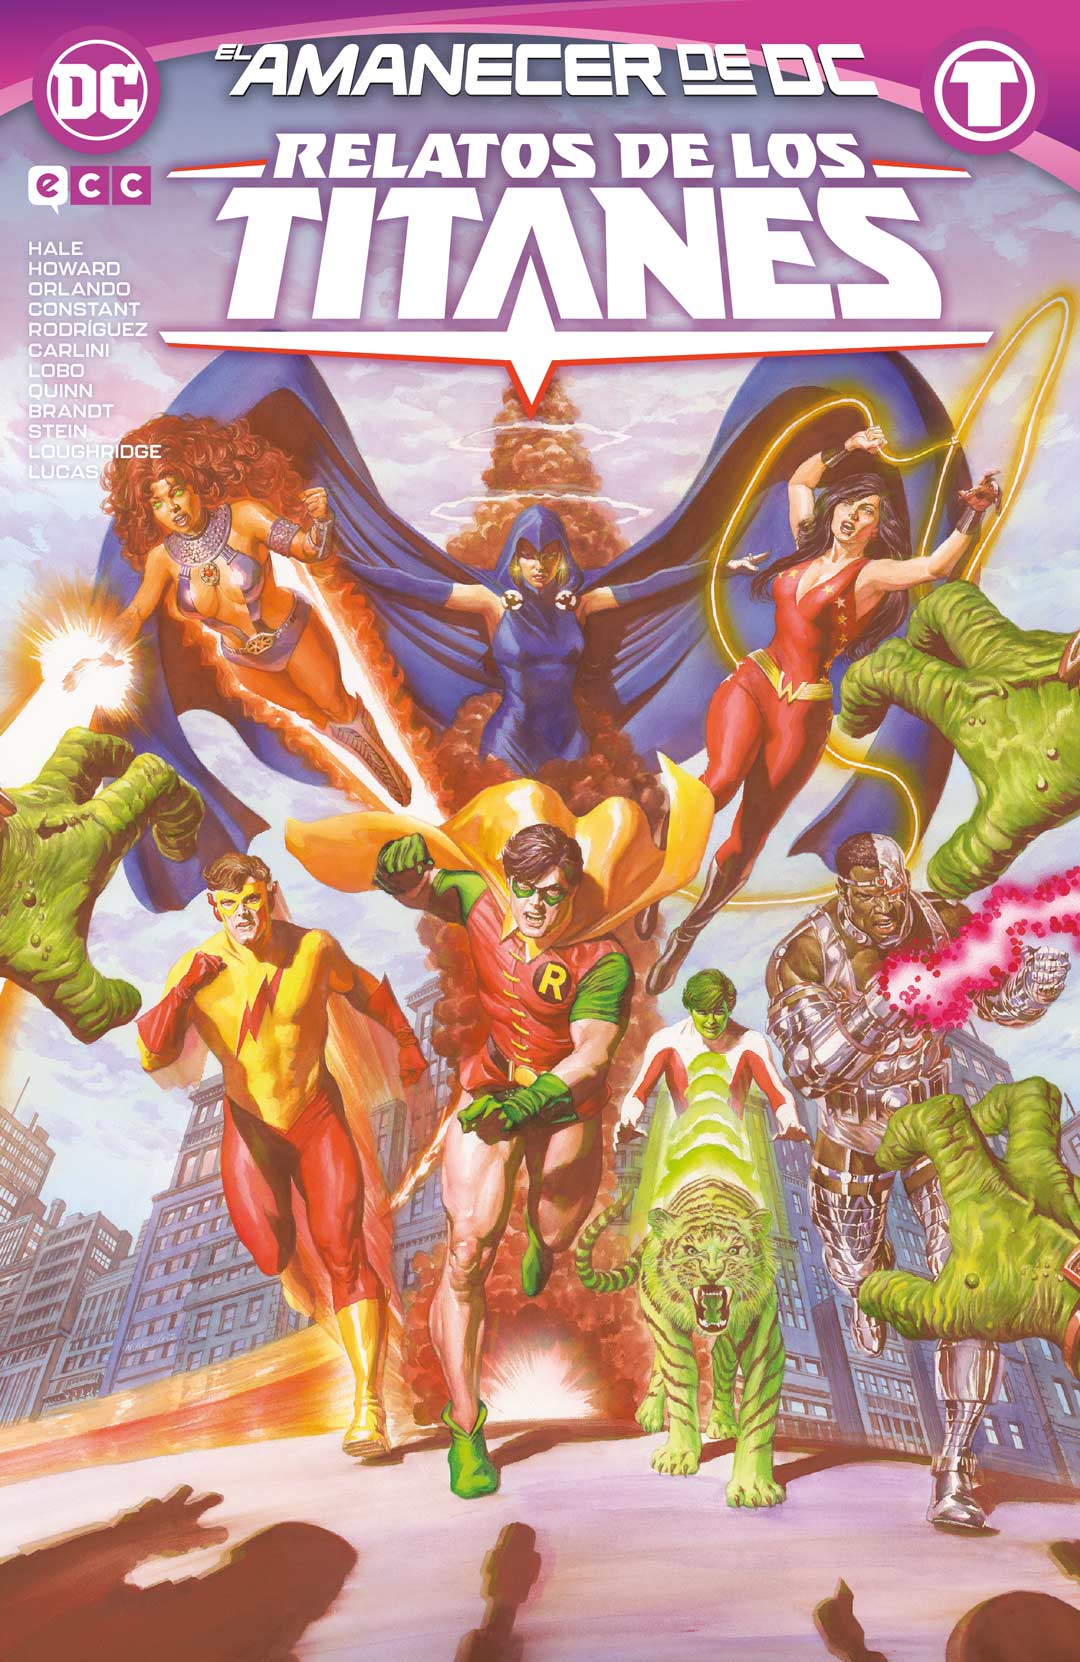 EL AMANECER DE DC
DC
T
ecc
RELATOS DE LOS
TITANES
HALE
HOWARD
ORLANDO
CONSTANT
RODRÍGUEZ
CARLINI
LOBO
QUINN
BRANDT
STEIN
LOUGHRIDGE
LUCAS
W
R